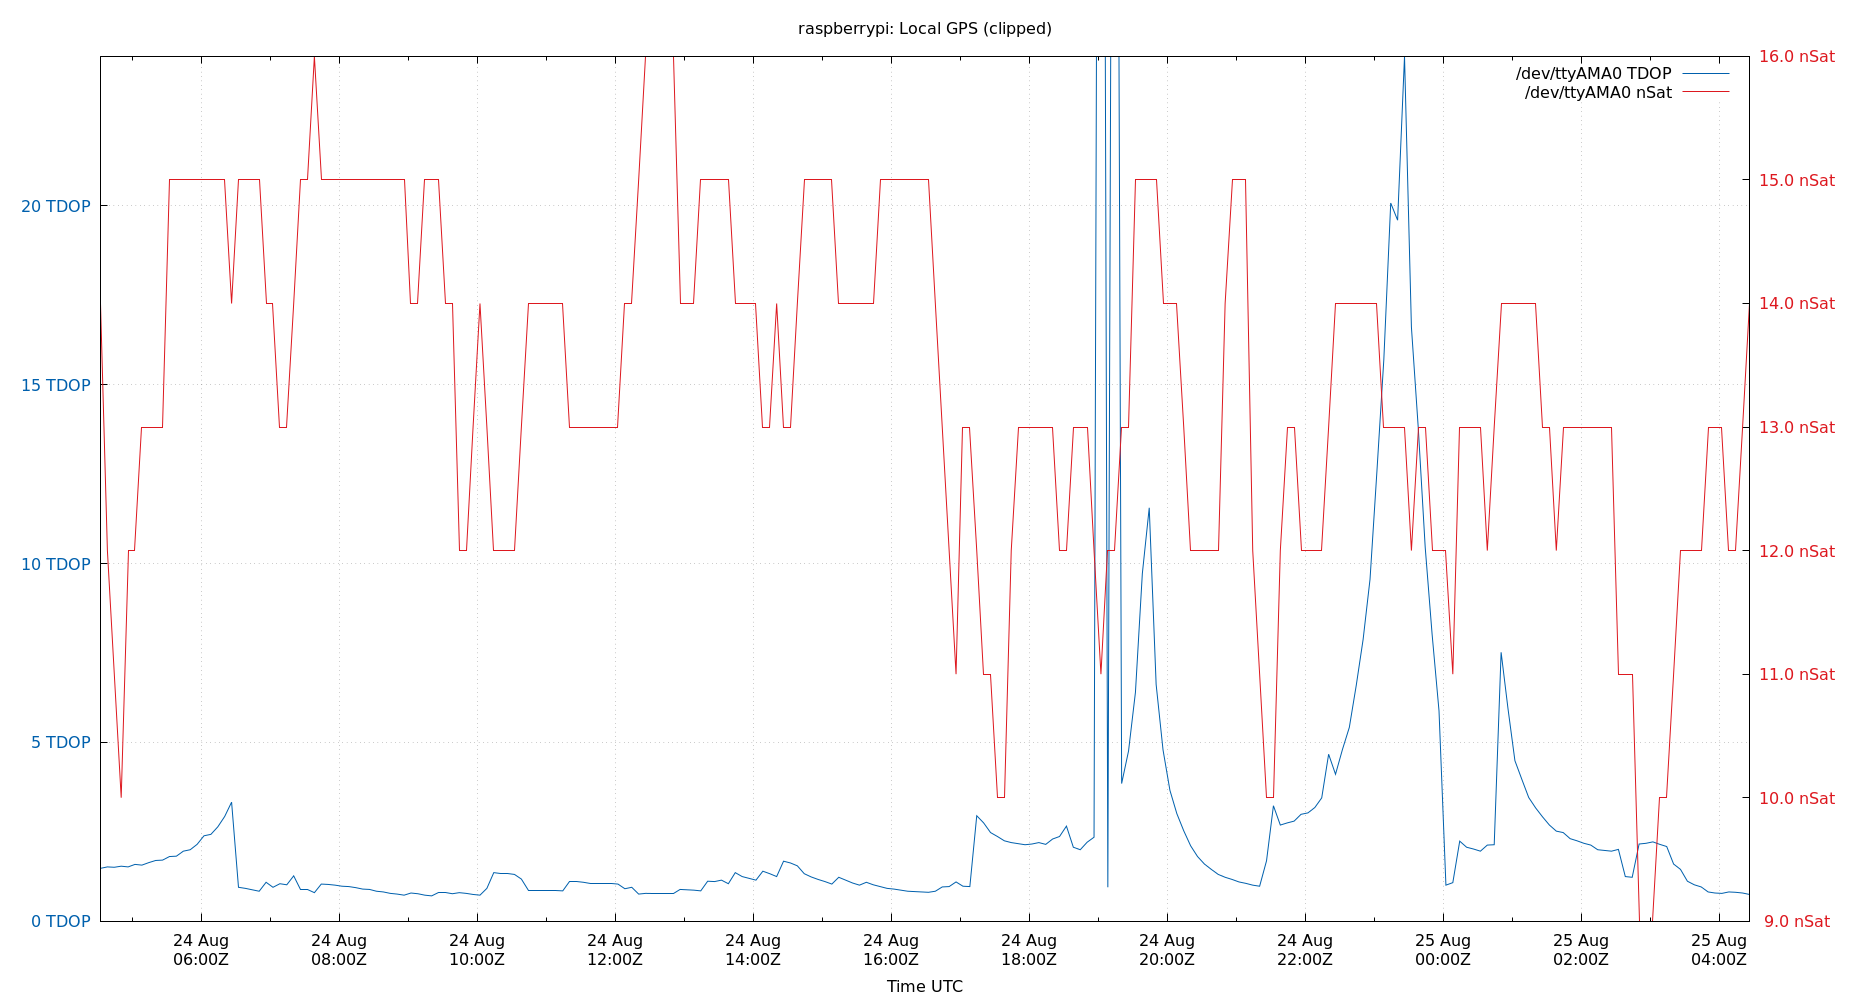 raspberrypi: Local GPS (clipped)
/dev/ttyAMA0 TDOP
/dev/ttyAMA0 nSat
20 TDOP
15 TDOP
10 TDOP
5 TDOP
0 TDOP
16.0 nSat
15.0 nSat
14.0 nSat
13.0 nSat
12.0 nSat
11.0 nSat
10.0 nSat
9.0 nSat
24 Aug 24 Aug 24 Aug 24 Aug 24 Aug 24 Aug 24 Aug 24 Aug 24 Aug 25 Aug 25 Aug 25 Aug
06:00Z 08:00Z 10:00Z 12:00Z 14:00Z 16:00Z 18:00Z 20:00Z 22:00Z 00:00Z 02:00Z 04:00Z
Time UTC